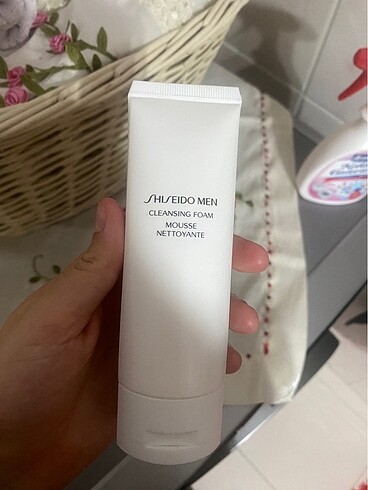 SHISEIDO MEN
CLEANSING FOAM
MOUSSE
NETTOYANTE